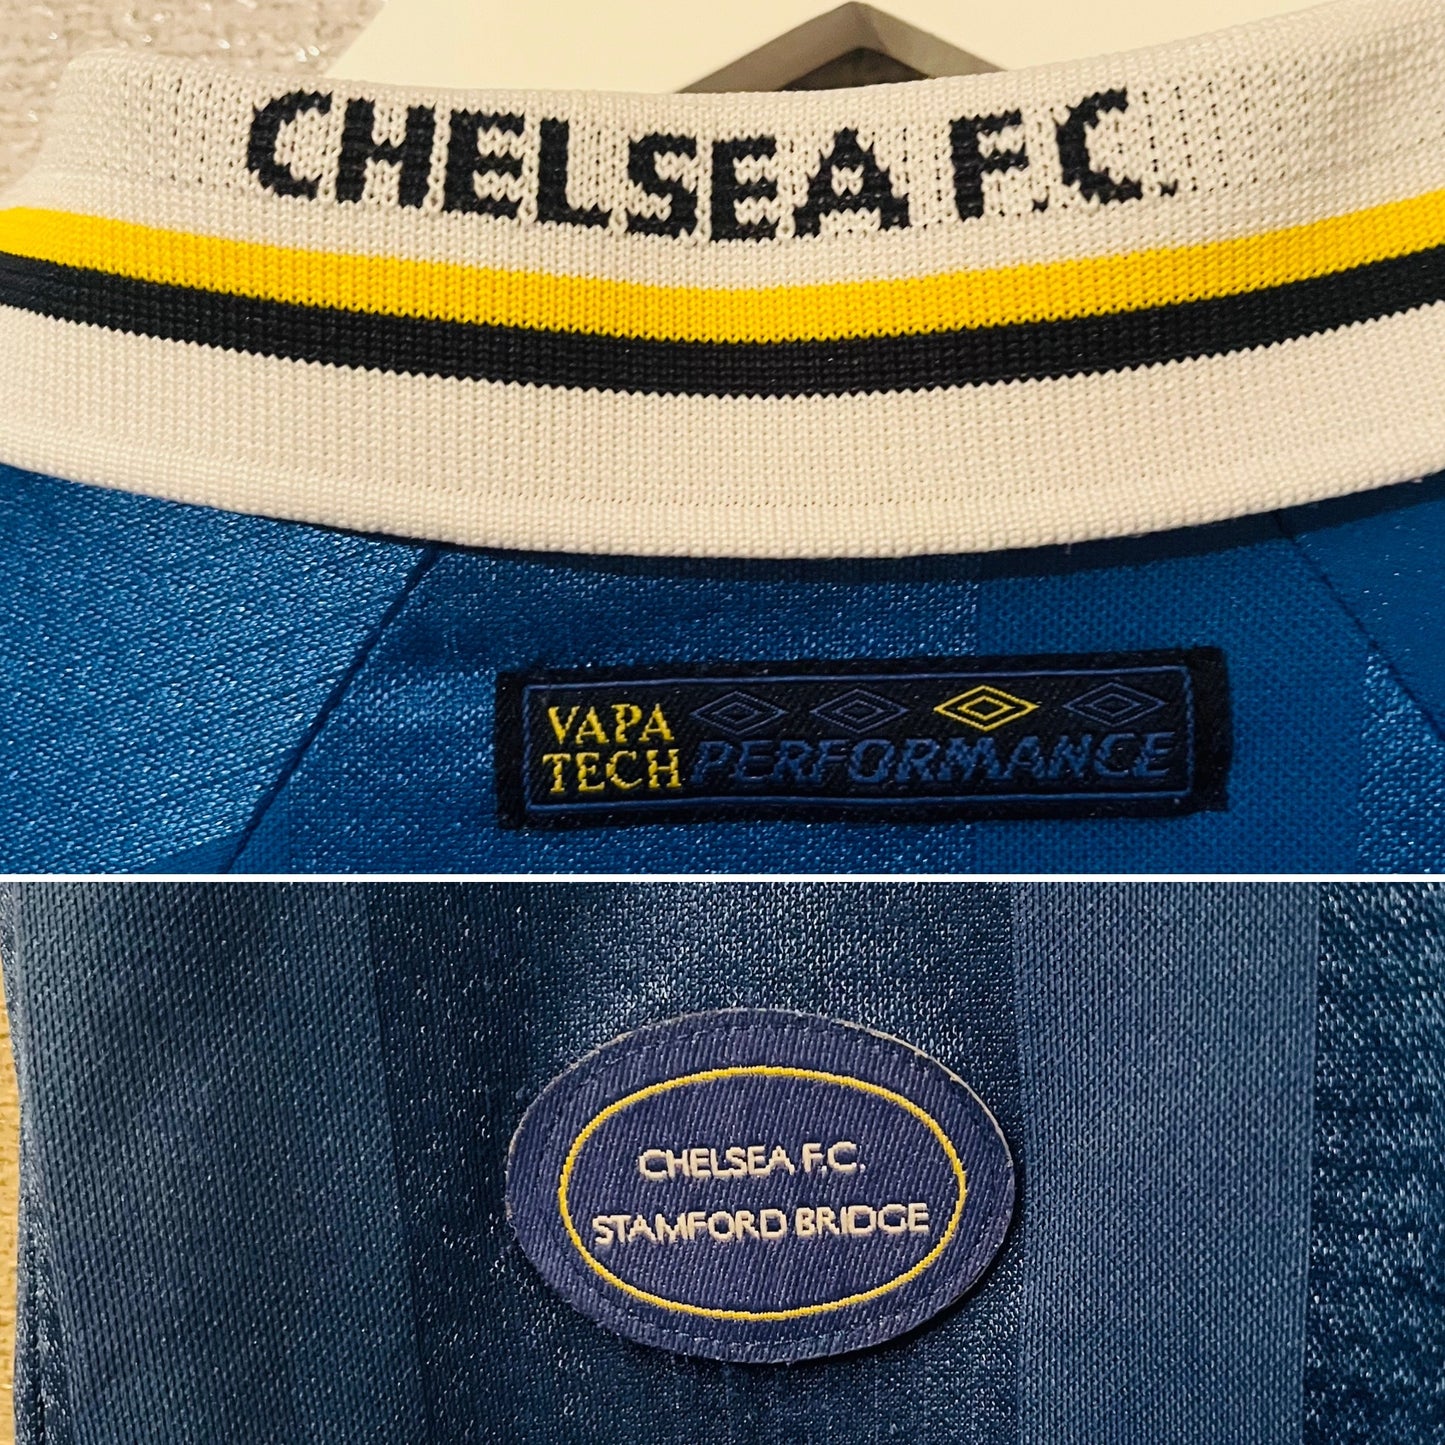 CHELSEA F.C.
VAPA
TECH PERFORMANCE
CHELSEA F.C.
STAMFORD BRIDGE